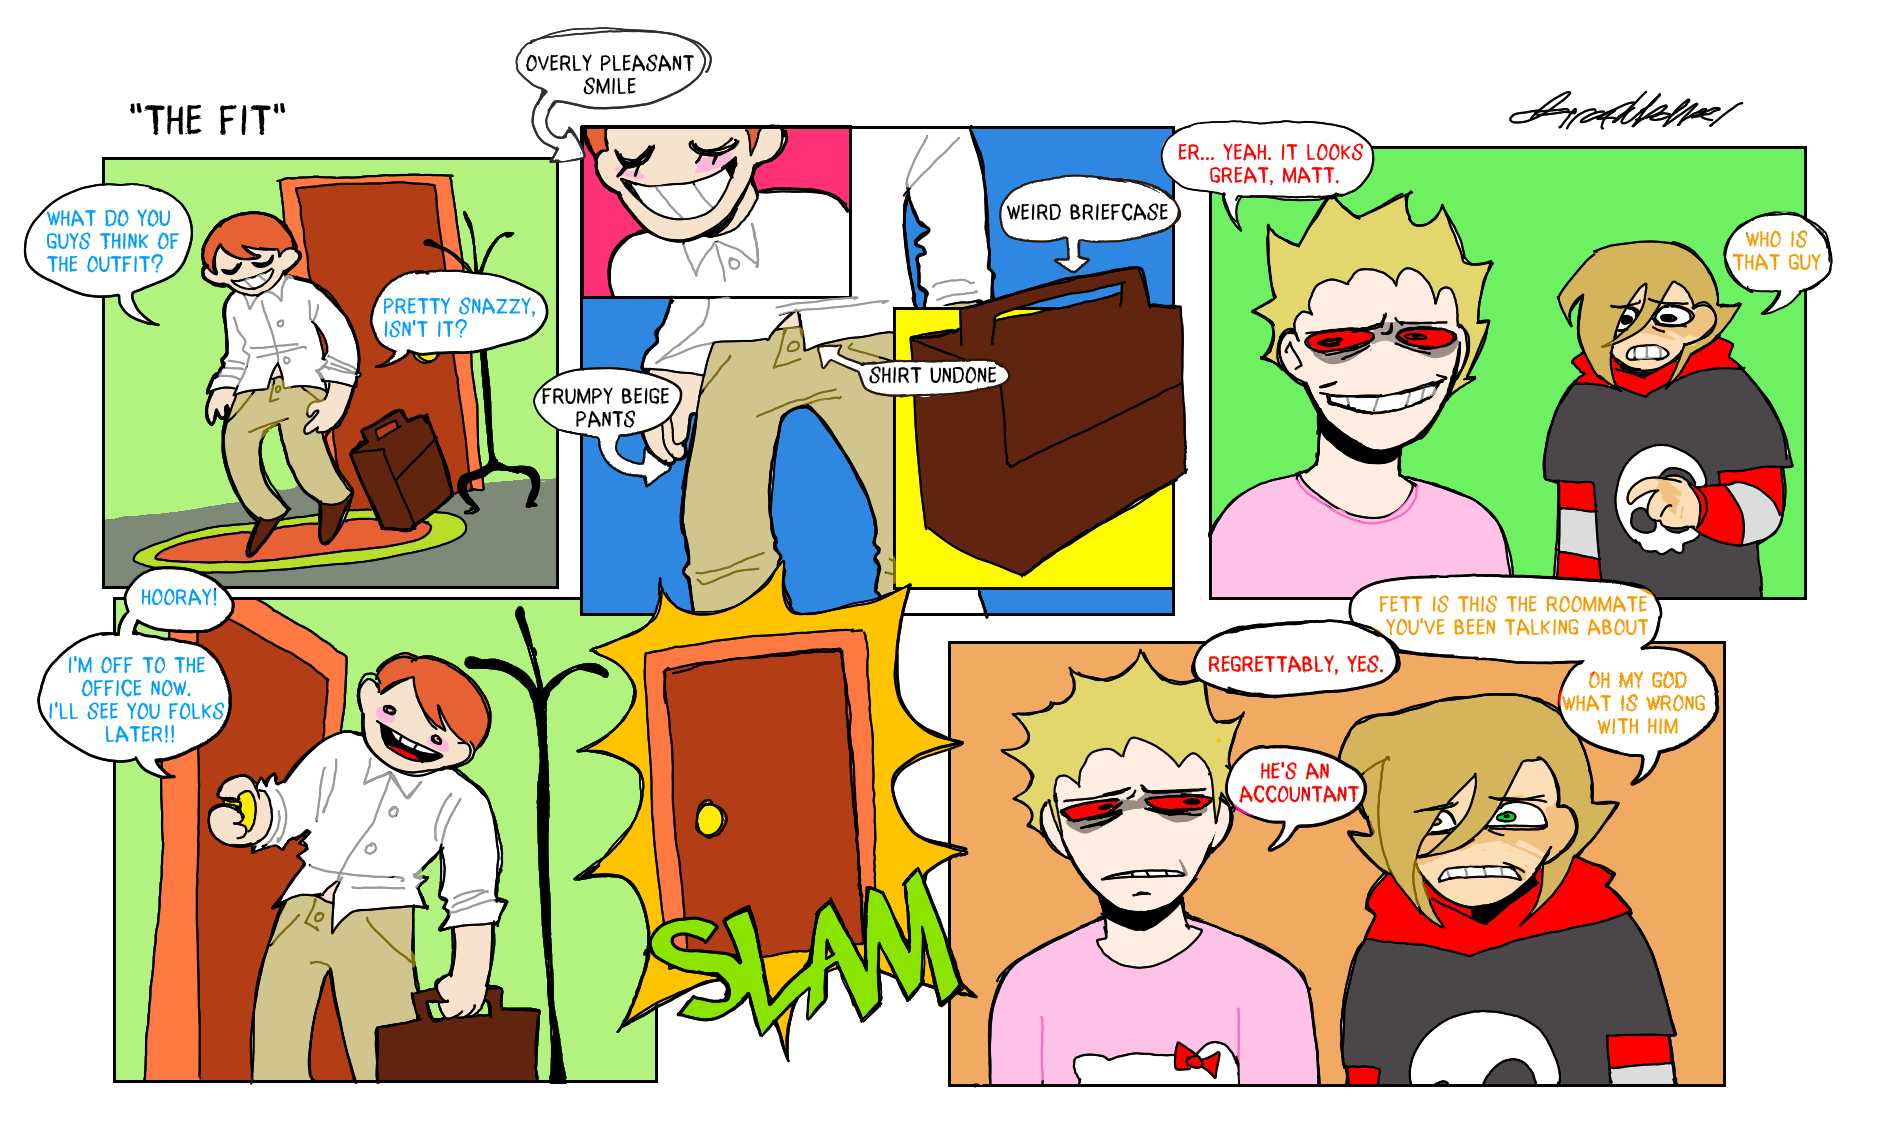 "THE FIT"
WHAT DO YOU
GUYS THINK OF
THE OUTFIT?
PRETTY SNAZZY,
ISN'T IT?
OVERLY PLEASANT
SMILE
WEIRD BRIEFCASE
SHIRT UNDONE
FRUMPY BEIGE
PANTS
ER... YEAH. IT LOOKS
GREAT, MATT.
WHO IS
THAT GUY
HOORAY!
I'M OFF TO THE
OFFICE NOW.
I'LL SEE YOU FOLKS
LATER!!
SLAM
FETT IS THIS THE ROOMMATE
YOU'VE BEEN TALKING ABOUT
REGRETTABLY, YES.
OH MY GOD
WHAT IS WRONG
WITH HIM
HE'S AN
ACCOUNTANT